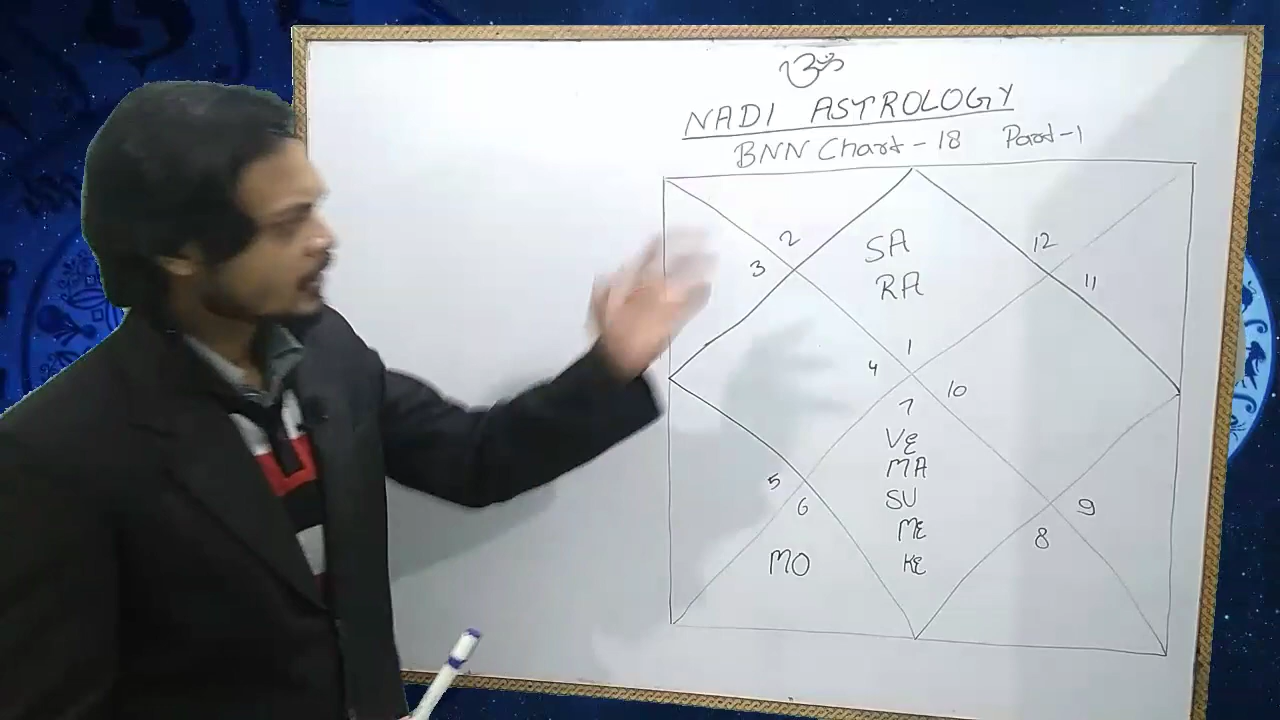 ॐ
NADI ASTROLOGY
BNN Chart - 18 Part-1
2
SA
12
3
RA
11
1
4
10
7
VE
MA
5
SU
9
6
ME
8
MO
KE